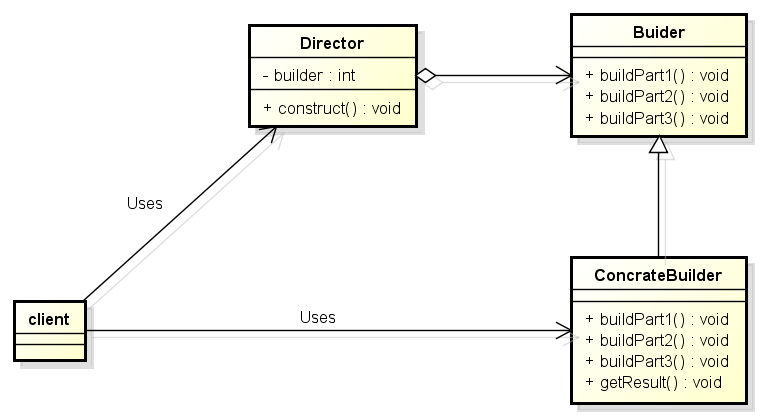 Director
- builder : int
+ construct() : void
Buider
+ buildPart1() : void
+ buildPart2() : void
+ buildPart3() : void
Uses
client
Uses
ConcrateBuilder
+ buildPart1() : void
+ buildPart2() : void
+ buildPart3() : void
+ getResult() : void